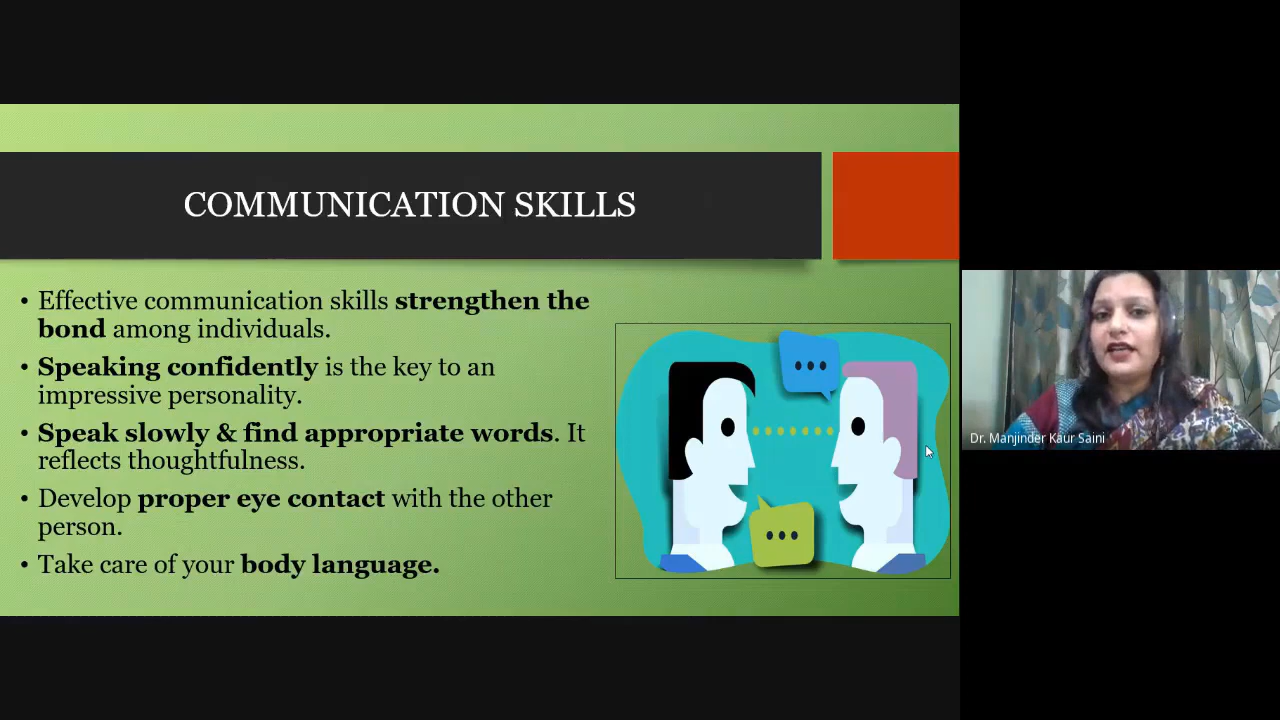 COMMUNICATION SKILLS
• Effective communication skills strengthen the
bond among individuals.
• Speaking confidently is the key to an
impressive personality.
• Speak slowly & find appropriate words. It
reflects thoughtfulness.
• Develop proper eye contact with the other
person.
• Take care of your body language.
Dr. Manjinder Kaur Saini